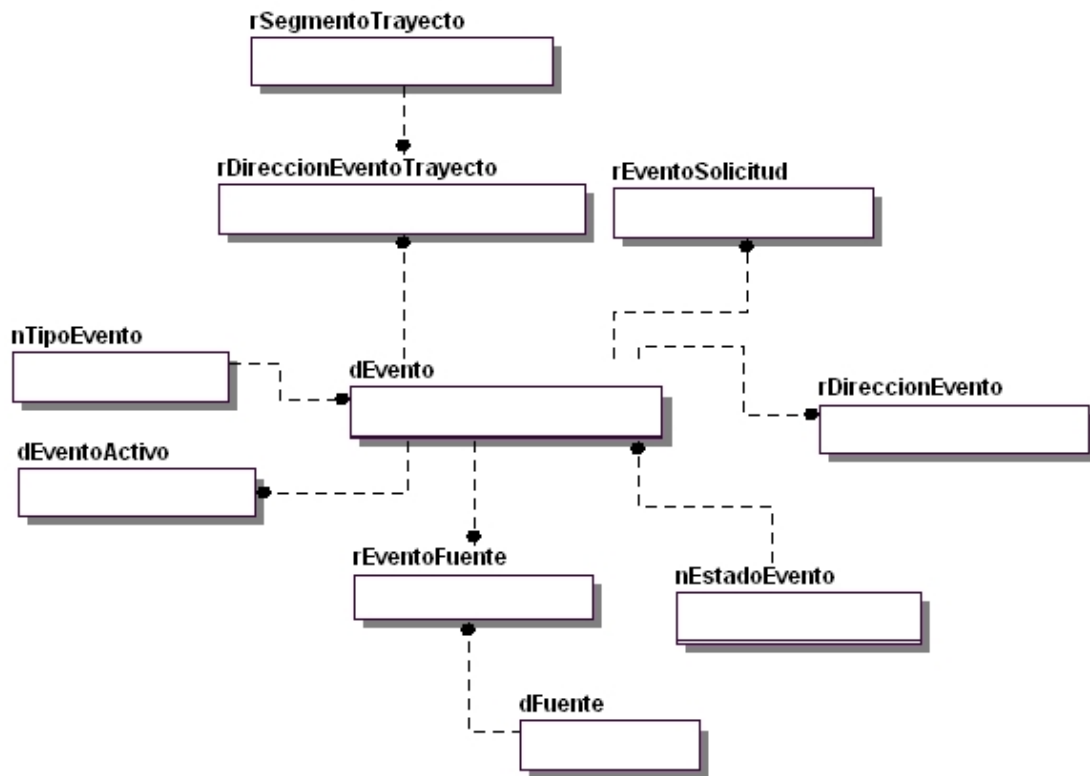 rSegmentoTrayecto
rDireccionEventoTrayecto
rEventoSolicitud
nTipoEvento
dEvento
rDireccionEvento
dEventoActivo
rEventoFuente
nEstadoEvento
dFuente